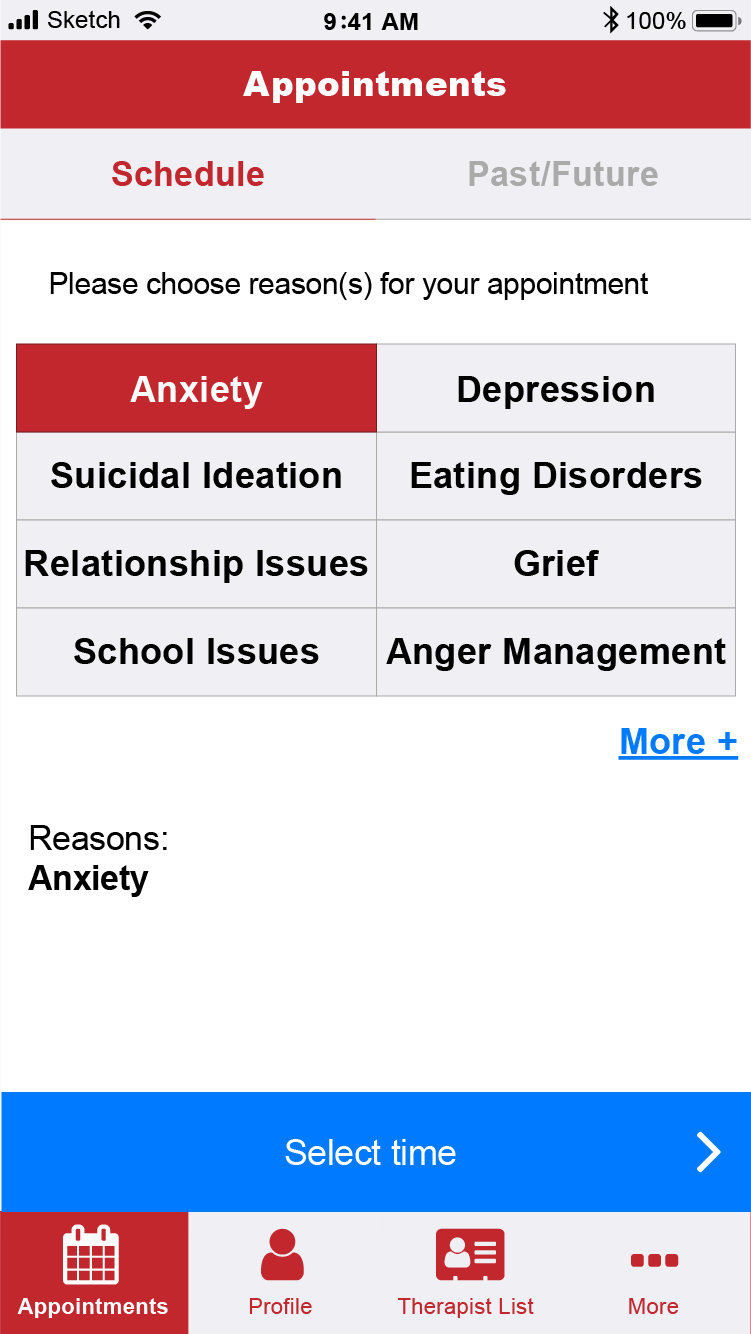 Sketch 9:41 AM 100%
Appointments
Schedule Past/Future
Please choose reason(s) for your appointment
Anxiety Depression
Suicidal Ideation Eating Disorders
Relationship Issues Grief
School Issues Anger Management
More +
Reasons:
Anxiety
Select time
Appointments Profile Therapist List More